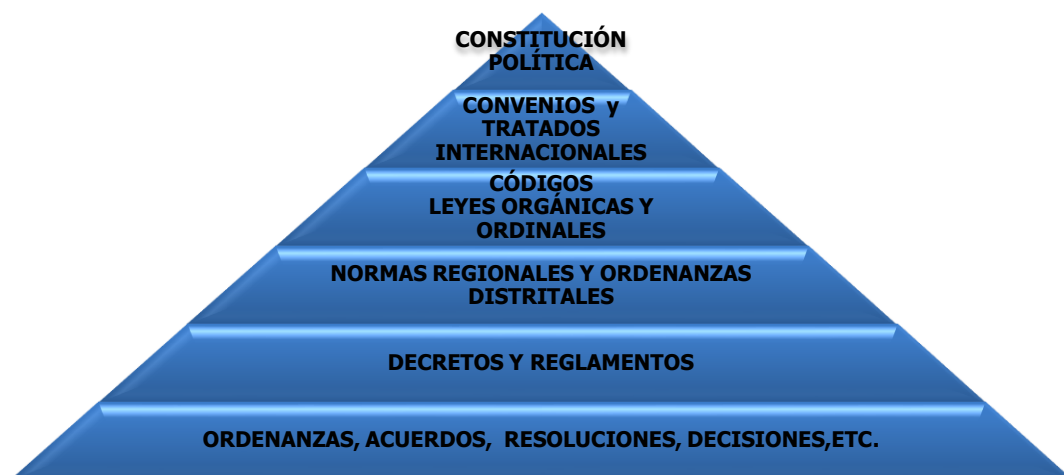 CONSTITUCIÓN
POLÍTICA
CONVENIOS y
TRATADOS
INTERNACIONALES
CÓDIGOS
LEYES ORGÁNICAS Y
ORDINALES
NORMAS REGIONALES Y ORDENANZAS
DISTRITALES
DECRETOS Y REGLAMENTOS
ORDENANZAS, ACUERDOS, RESOLUCIONES, DECISIONES,ETC.